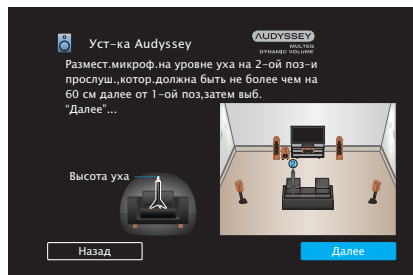 Уст-ка Audyssey
AUDYSSEY
MULTEQ
DYNAMIC VOLUME
Размест.микроф.на уровне уха на 2-ой поз-и
прослуш.,котор.должна быть не более чем на
60 см далее от 1-ой поз,затем выб.
“Далее”...
Высота уха
2
Назад
Далее